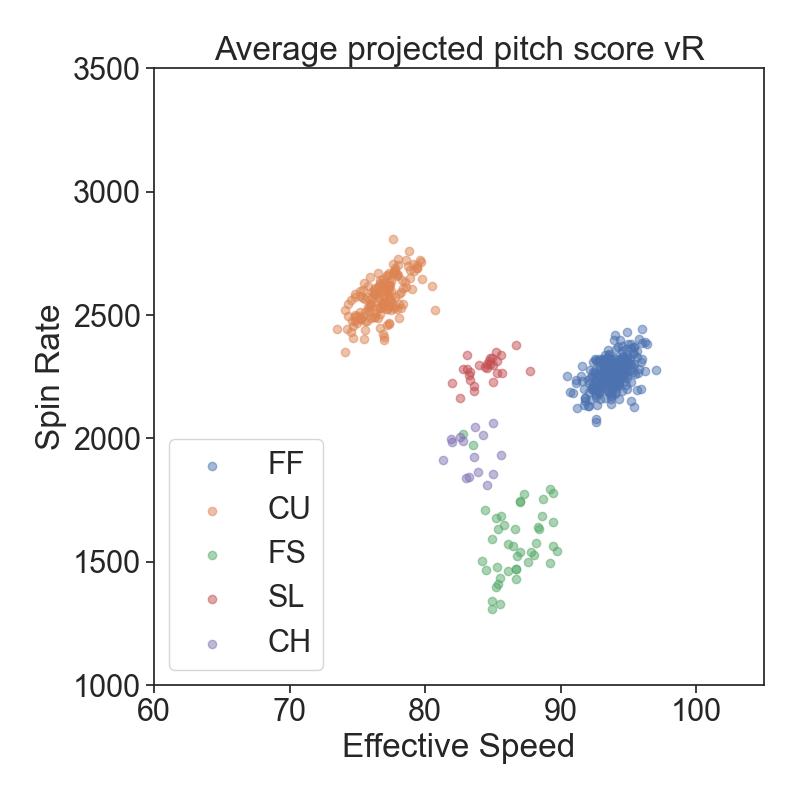 Average projected pitch score vR
3500
3000
2500
2000
1500
1000
Spin Rate
FF
CU
FS
SL
CH
60 70 80 90 100
Effective Speed